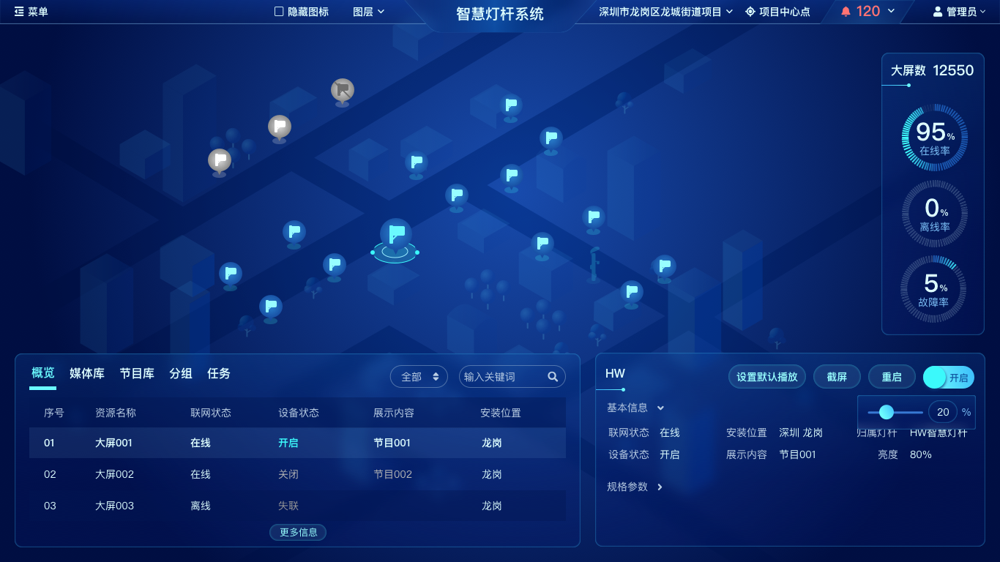 菜单
隐藏图标
图层
智慧灯杆系统
深圳市龙岗区龙城街道项目
项目中心点
120
管理员
大屏数 12550
95%
在线率
0%
离线率
5%
故障率
概览 媒体库 节目库 分组 任务
全部
输入关键词
序号 资源名称 联网状态 设备状态 展示内容 安装位置
01 大屏001 在线 开启 节目001 龙岗
02 大屏002 在线 关闭 节目002 龙岗
03 大屏003 离线 失联 龙岗
更多信息
HW
设置默认播放 截屏 重启 开启
20 %
基本信息
联网状态 在线 安装位置 深圳 龙岗 归属灯杆 HW智慧灯杆
设备状态 开启 展示内容 节目001 亮度 80%
规格参数